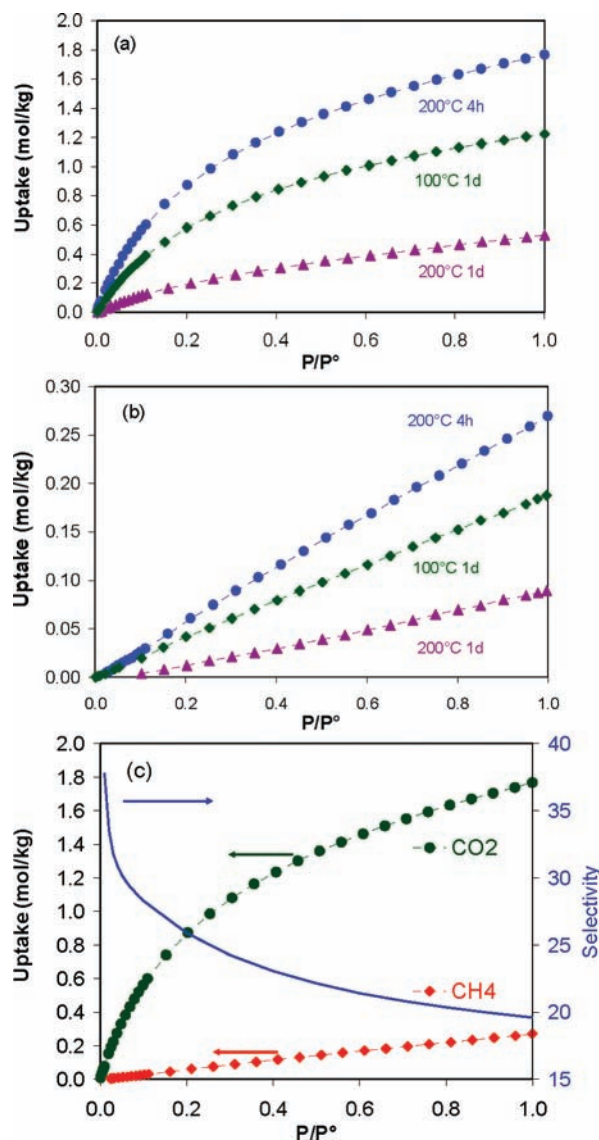 (a)
Uptake (mol/kg)
2.0
1.8
1.6
1.4
1.2
1.0
0.8
0.6
0.4
0.2
0.0
200°C 4h
100°C 1d
200°C 1d
0.0 0.2 0.4 0.6 0.8 1.0
P/P°
(b)
Uptake (mol/kg)
0.30
0.25
0.20
0.15
0.10
0.05
0.00
200°C 4h
100°C 1d
200°C 1d
0.0 0.2 0.4 0.6 0.8 1.0
P/P°
(c)
Uptake (mol/kg)
2.0
1.8
1.6
1.4
1.2
1.0
0.8
0.6
0.4
0.2
0.0
CO2
CH4
40
35
30
25
20
15
Selectivity
0.0 0.2 0.4 0.6 0.8 1.0
P/P°